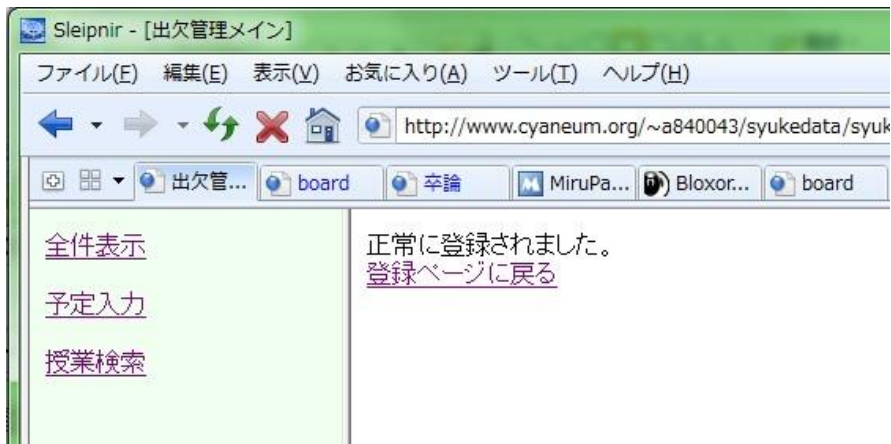 Sleipnir - [出欠管理メイン]
ファイル(F) 編集(E) 表示(V) お気に入り(A) ツール(T) ヘルプ(H)
http://www.cyaneum.org/~a840043/syukedata/syuk
出欠管... board 卒論 MiruPa... Bloxor... board
全件表示
予定入力
授業検索
正常に登録されました。
登録ページに戻る